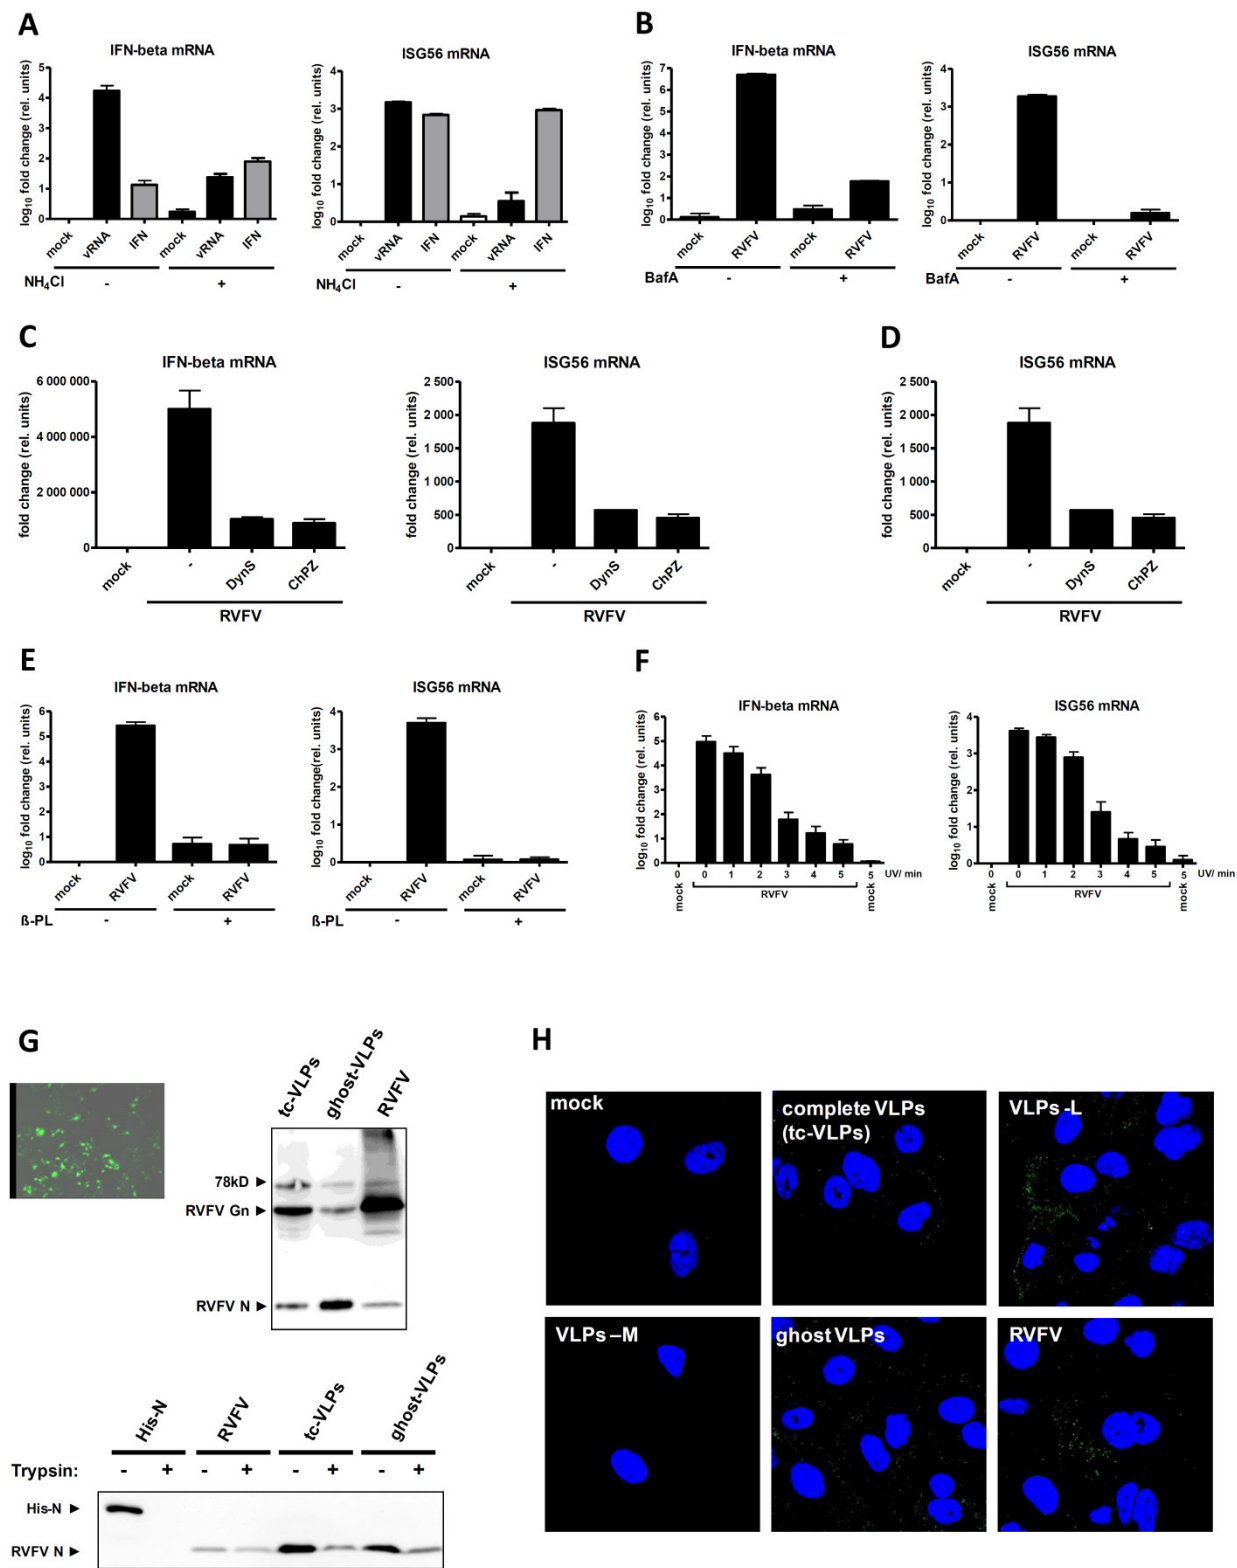 A
IFN-beta mRNA
log10 fold change (rel. units)
5
4
3
2
1
0
mock
vRNA
IFN
mock
vRNA
IFN
NH4Cl
-
+
ISG56 mRNA
log10 fold change (rel. units)
4
3
2
1
0
mock
vRNA
IFN
mock
vRNA
IFN
NH4Cl
-
+
B
IFN-beta mRNA
log10 fold change (rel. units)
7
6
5
4
3
2
1
0
mock
RVFV
mock
RVFV
BafA
-
+
ISG56 mRNA
log10 fold change (rel. units)
4
3
2
1
0
mock
RVFV
mock
RVFV
BafA
-
+
C
IFN-beta mRNA
fold change (rel. units)
6 000 000
4 000 000
2 000 000
0
mock
-
DynS
ChPZ
RVFV
ISG56 mRNA
fold change (rel. units)
2 500
2 000
1 500
1 000
500
0
mock
-
DynS
ChPZ
RVFV
D
ISG56 mRNA
fold change (rel. units)
2 500
2 000
1 500
1 000
500
0
mock
-
DynS
ChPZ
RVFV
E
IFN-beta mRNA
log10 fold change (rel. units)
6
5
4
3
2
1
0
mock
RVFV
mock
RVFV
ß-PL
-
+
ISG56 mRNA
log10 fold change(rel. units)
4
3
2
1
0
mock
RVFV
mock
RVFV
ß-PL
-
+
F
IFN-beta mRNA
log10 fold change (rel. units)
6
5
4
3
2
1
0
0 0 1 2 3 4 5 5 UV/ min
mock
RVFV
mock
ISG56 mRNA
log10 fold change (rel. units)
4
3
2
1
0
0 0 1 2 3 4 5 5 UV/ min
mock
RVFV
mock
G
tc-VLPs
ghost-VLPs
RVFV
78kD ►
RVFV Gn ►
RVFV N ►
His-N
RVFV
tc-VLPs
ghost-VLPs
Trypsin: - + - + - + - +
His-N ►
RVFV N ►
H
mock
complete VLPs
(tc-VLPs)
VLPs -L
VLPs –M
ghost VLPs
RVFV